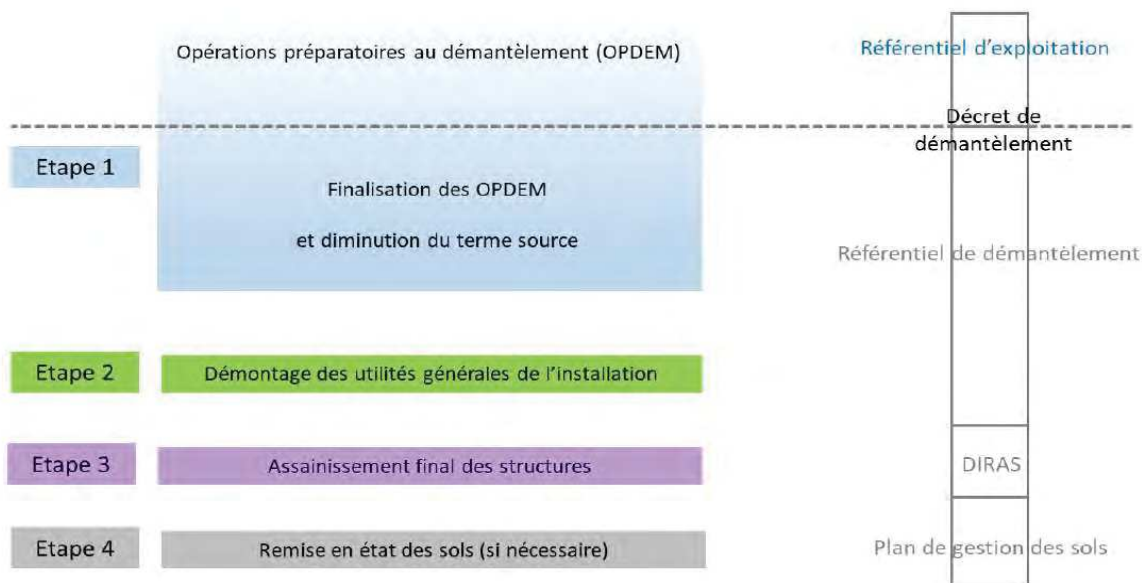 Opérations préparatoires au démantèlement (OPDEM)
Référentiel d'exploitation
Décret de
démantèlement
Etape 1
Finalisation des OPDEM
et diminution du terme source
Référentiel de démantèlement
Etape 2
Démontage des utilités générales de l'installation
Etape 3
Assainissement final des structures
DIRAS
Etape 4
Remise en état des sols (si nécessaire)
Plan de gestion des sols